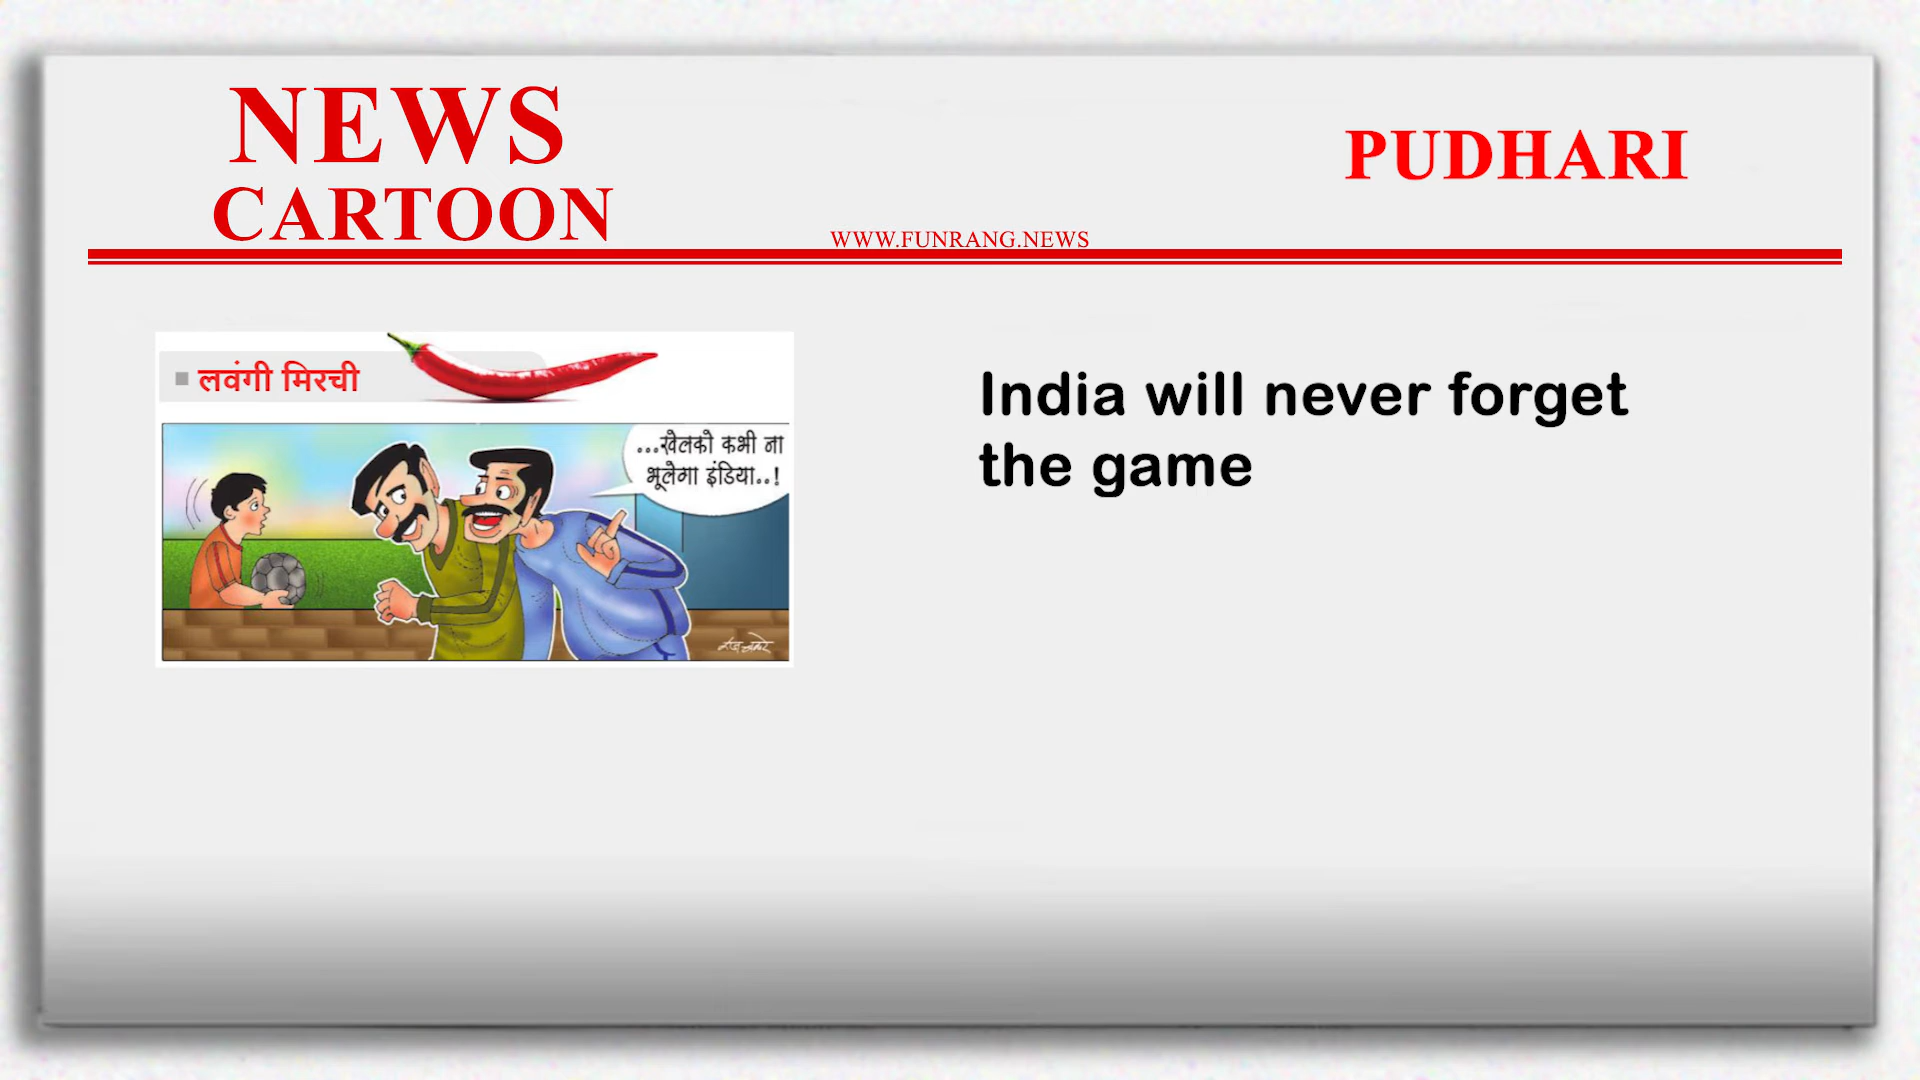 NEWS
CARTOON
PUDHARI
WWW.FUNRANG.NEWS
लवंगी मिरची
...खेलको कभी ना
भूलेगा इंडिया..!
India will never forget
the game